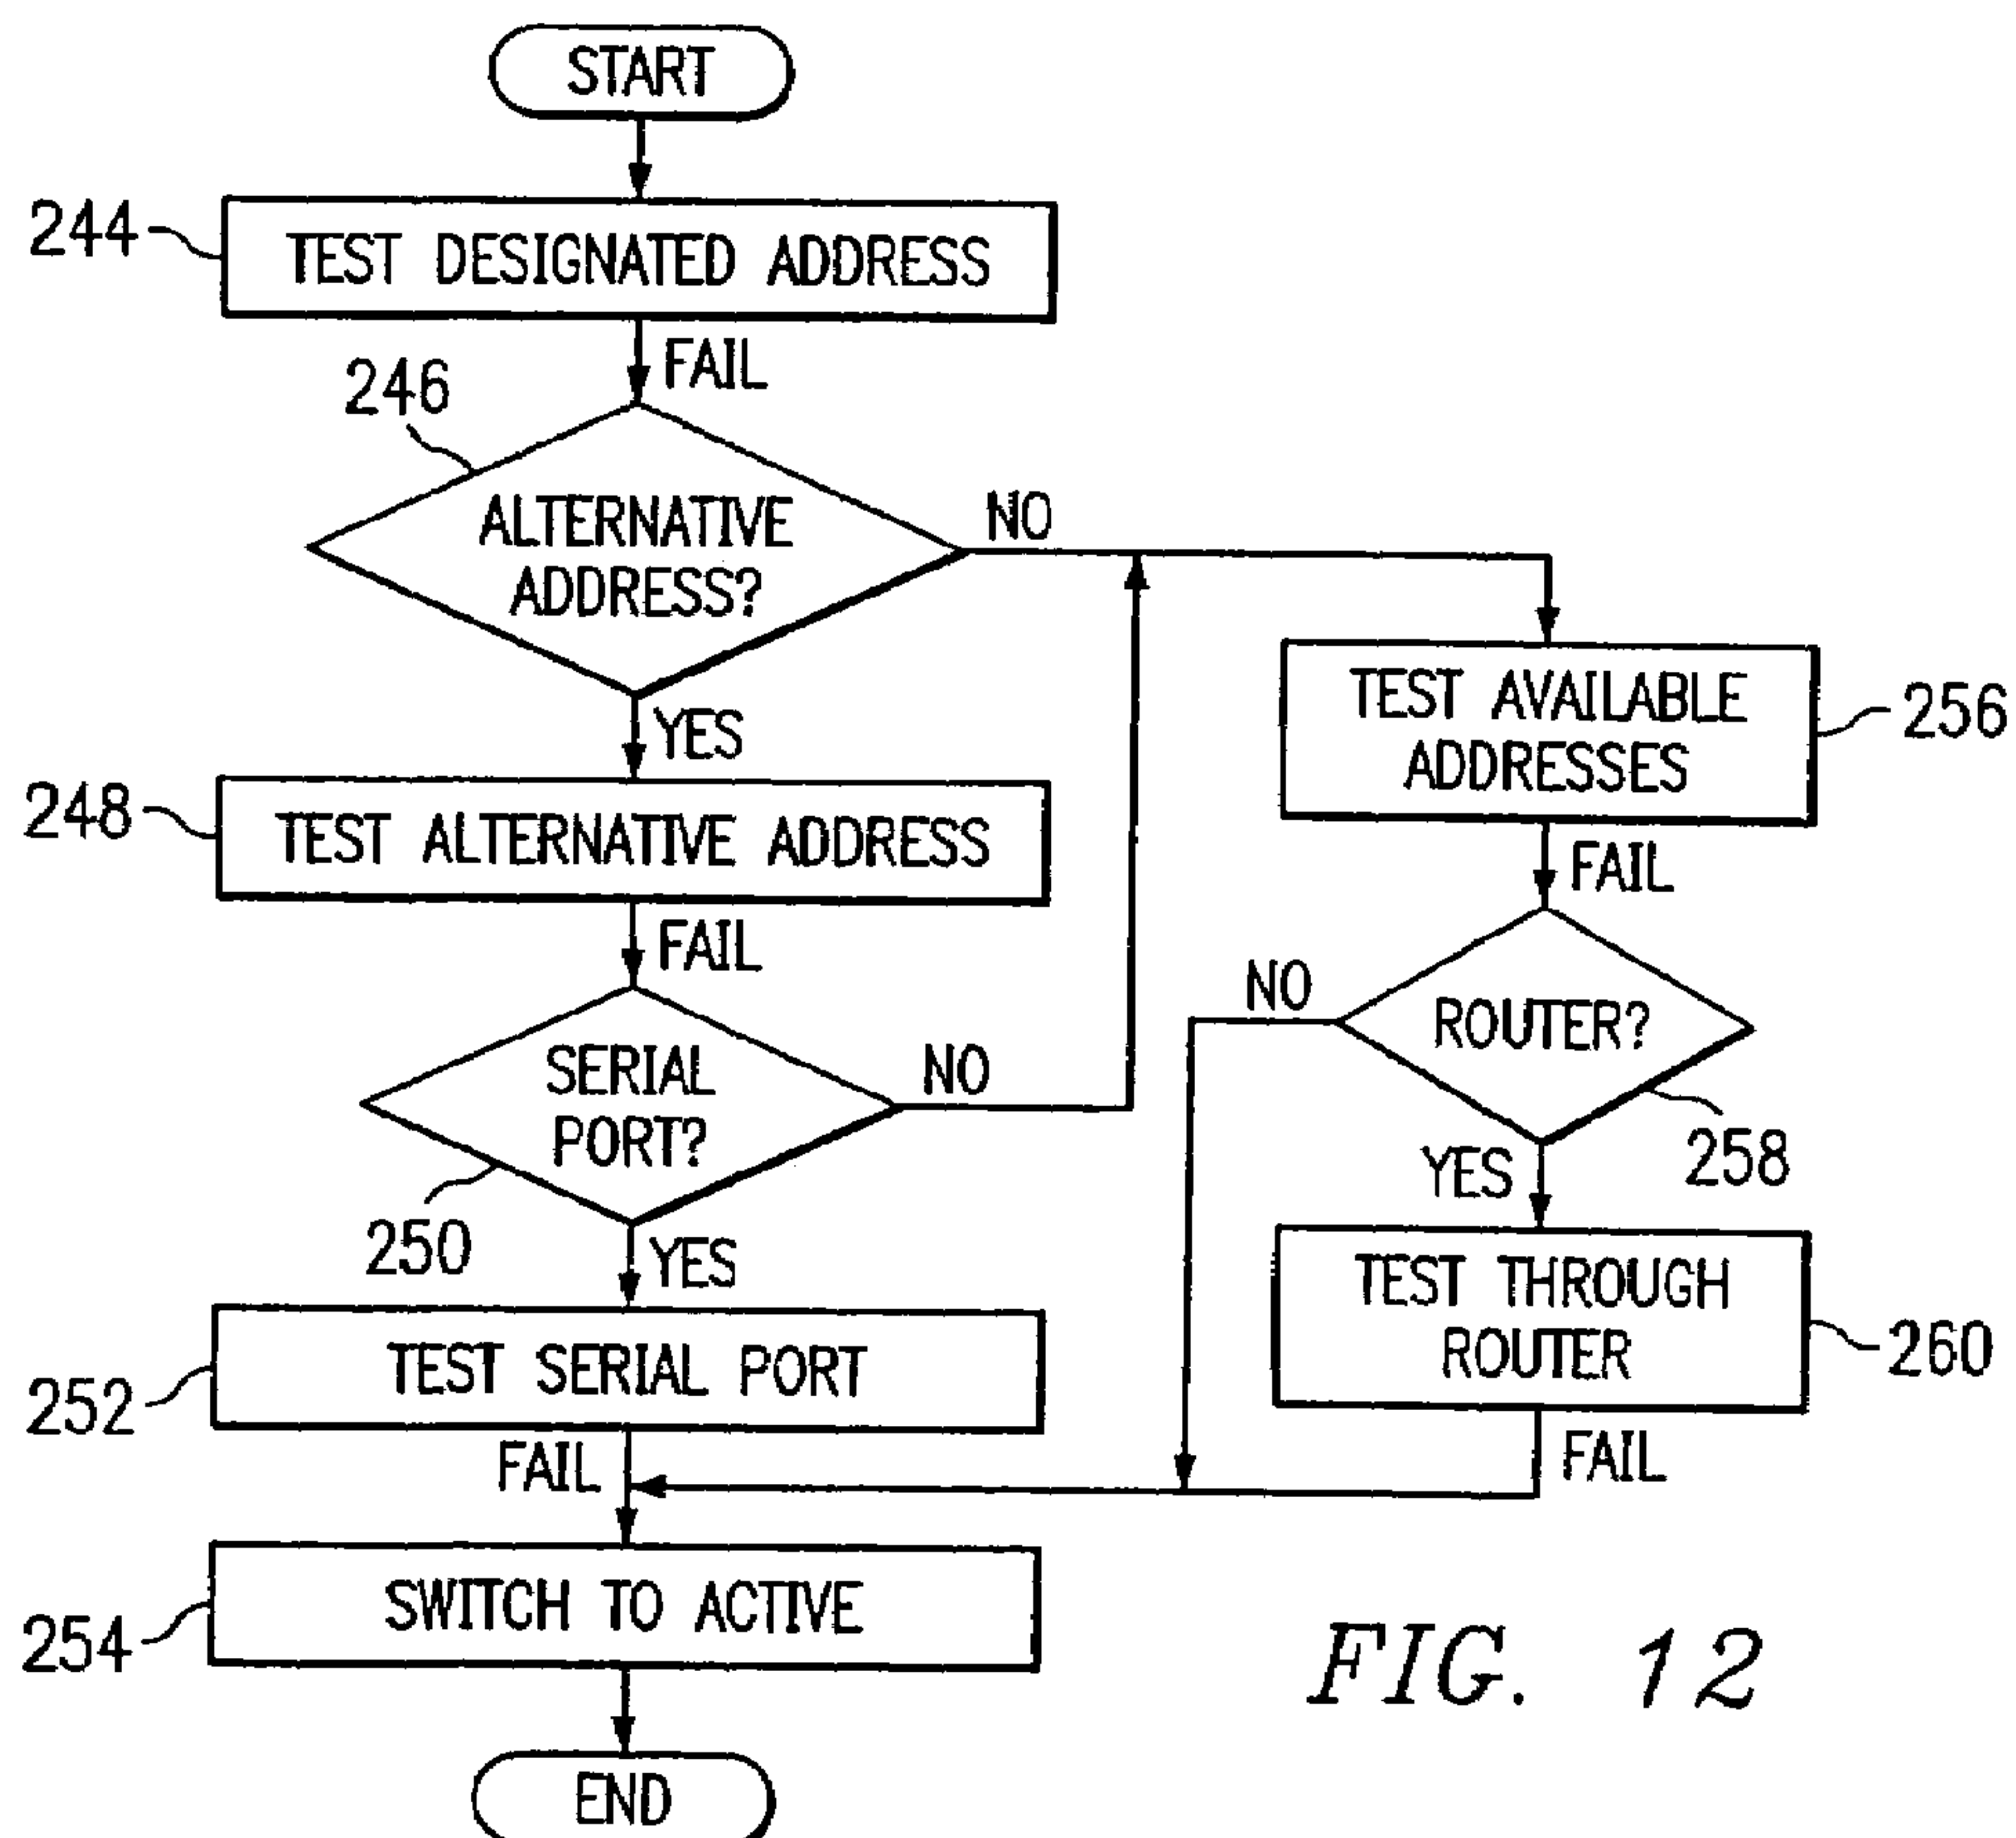 START
244
TEST DESIGNATED ADDRESS
FAIL
246
ALTERNATIVE
ADDRESS?
NO
YES
248
TEST ALTERNATIVE ADDRESS
FAIL
SERIAL
PORT?
NO
250
YES
252
TEST SERIAL PORT
FAIL
254
SWITCH TO ACTIVE
END
TEST AVAILABLE
ADDRESSES
256
FAIL
ROUTER?
NO
258
YES
TEST THROUGH
ROUTER
260
FAIL
FIG. 12